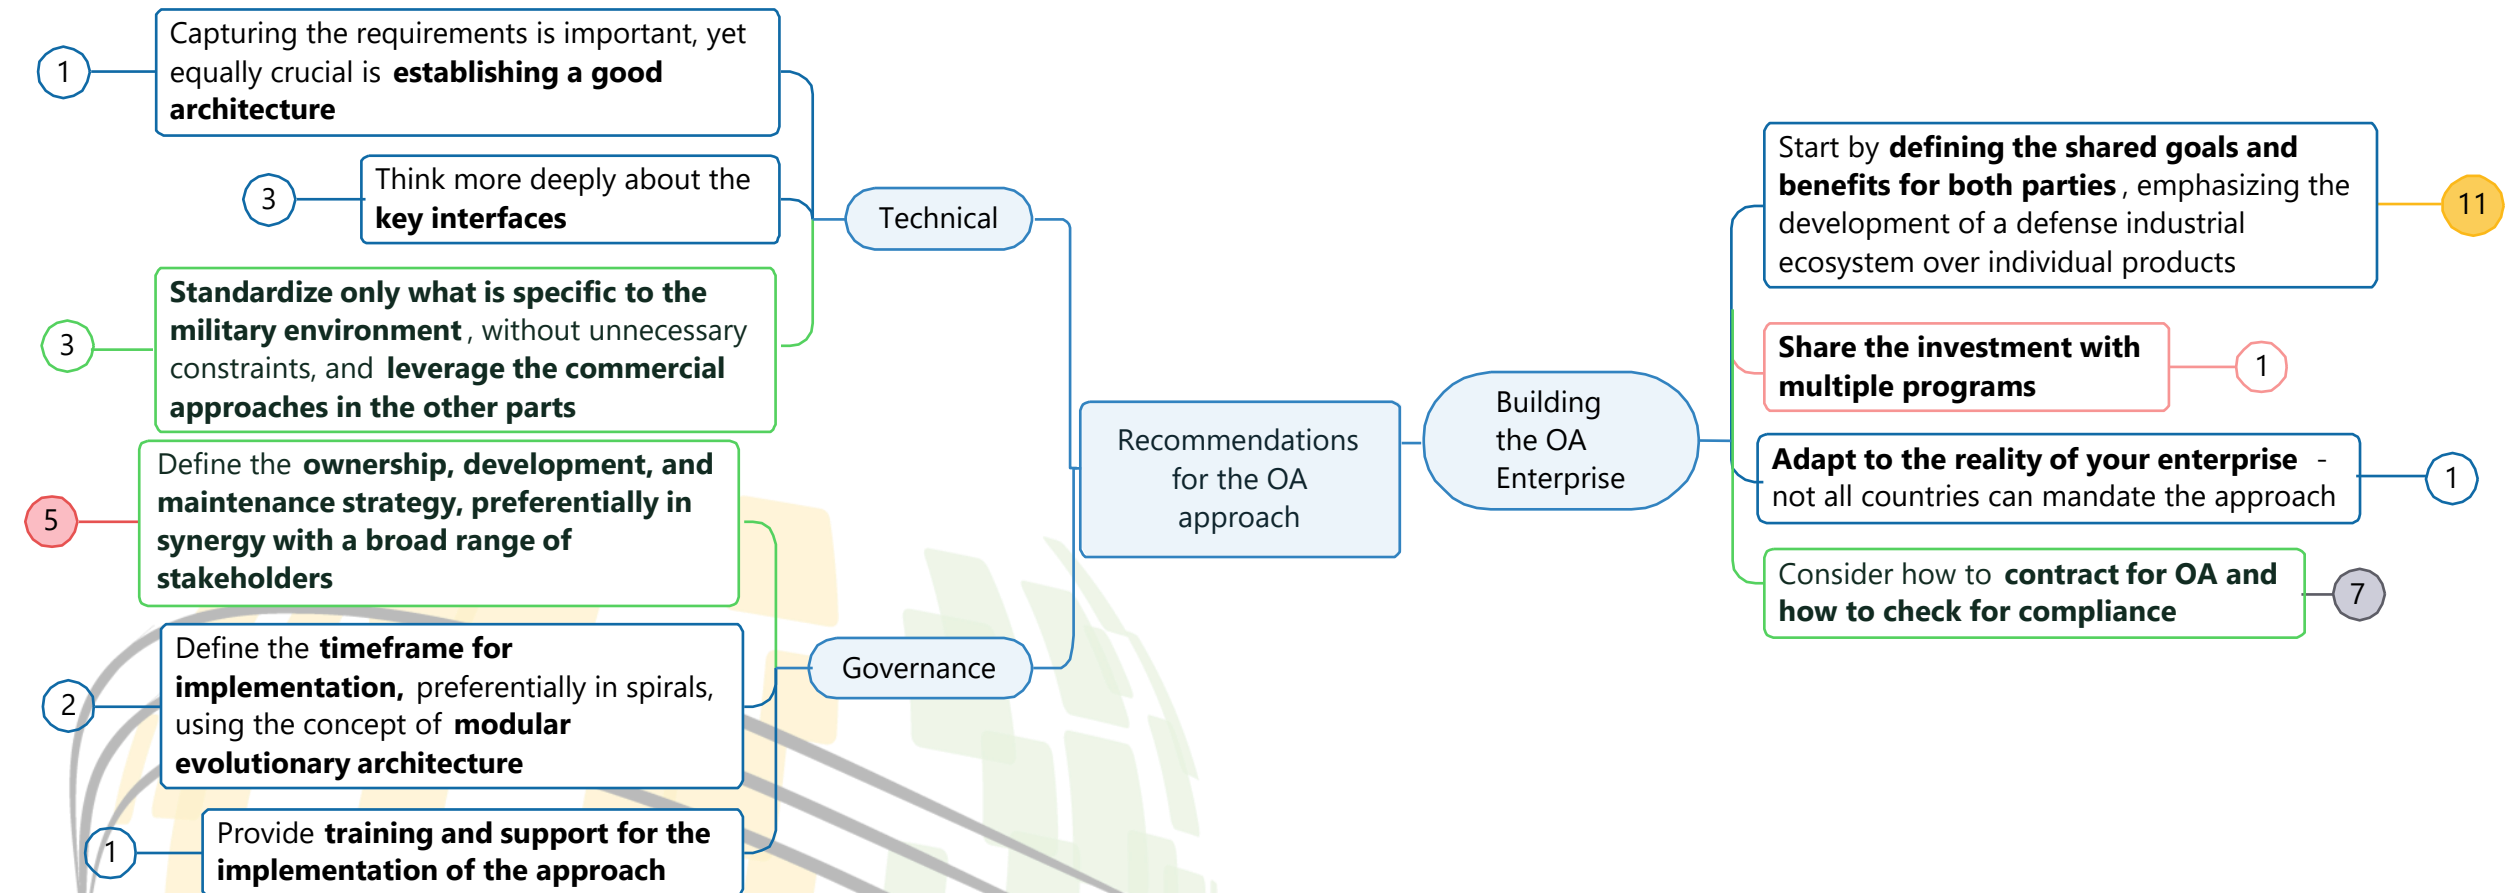 Capturing the requirements is important, yet
equally crucial is establishing a good
architecture
1
Think more deeply about the
key interfaces
3
Standardize only what is specific to the
military environment, without unnecessary
constraints, and leverage the commercial
approaches in the other parts
3
Technical
Define the ownership, development, and
maintenance strategy, preferentially in
synergy with a broad range of
stakeholders
5
Define the timeframe for
implementation, preferentially in spirals,
using the concept of modular
evolutionary architecture
2
Provide training and support for the
implementation of the approach
1
Governance
Recommendations
for the OA
approach
Building
the OA
Enterprise
Start by defining the shared goals and
benefits for both parties, emphasizing the
development of a defense industrial
ecosystem over individual products
11
Share the investment with
multiple programs
1
Adapt to the reality of your enterprise -
not all countries can mandate the approach
1
Consider how to contract for OA and
how to check for compliance
7